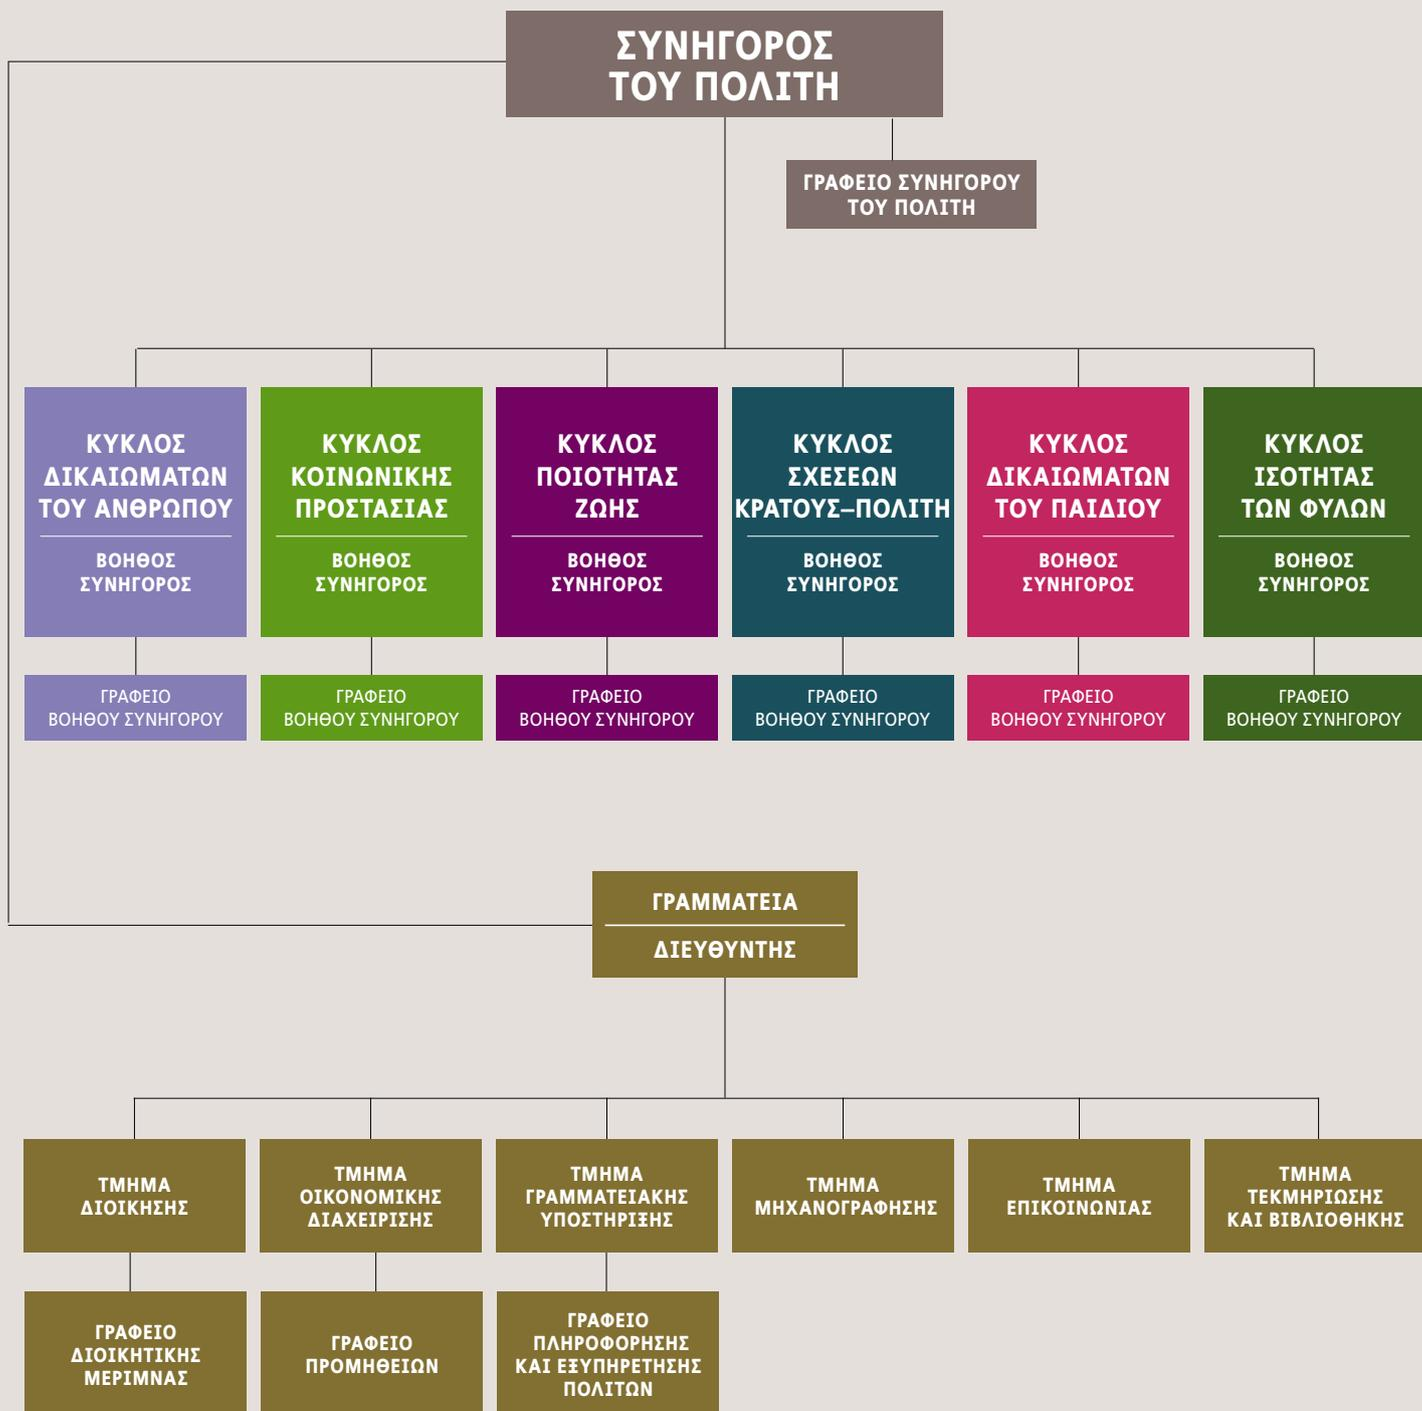 ΣΥΝΗΓΟΡΟΣ
ΤΟΥ ΠΟΛΙΤΗ
ΓΡΑΦΕΙΟ ΣΥΝΗΓΟΡΟΥ
ΤΟΥ ΠΟΛΙΤΗ
ΚΥΚΛΟΣ
ΔΙΚΑΙΩΜΑΤΩΝ
ΤΟΥ ΑΝΘΡΩΠΟΥ
ΒΟΗΘΟΣ
ΣΥΝΗΓΟΡΟΣ
ΚΥΚΛΟΣ
ΚΟΙΝΩΝΙΚΗΣ
ΠΡΟΣΤΑΣΙΑΣ
ΒΟΗΘΟΣ
ΣΥΝΗΓΟΡΟΣ
ΚΥΚΛΟΣ
ΠΟΙΟΤΗΤΑΣ
ΖΩΗΣ
ΒΟΗΘΟΣ
ΣΥΝΗΓΟΡΟΣ
ΚΥΚΛΟΣ
ΣΧΕΣΕΩΝ
ΚΡΑΤΟΥΣ–ΠΟΛΙΤΗ
ΒΟΗΘΟΣ
ΣΥΝΗΓΟΡΟΣ
ΚΥΚΛΟΣ
ΔΙΚΑΙΩΜΑΤΩΝ
ΤΟΥ ΠΑΙΔΙΟΥ
ΒΟΗΘΟΣ
ΣΥΝΗΓΟΡΟΣ
ΚΥΚΛΟΣ
ΙΣΟΤΗΤΑΣ
ΤΩΝ ΦΥΛΩΝ
ΒΟΗΘΟΣ
ΣΥΝΗΓΟΡΟΣ
ΓΡΑΦΕΙΟ
ΒΟΗΘΟΥ ΣΥΝΗΓΟΡΟΥ
ΓΡΑΦΕΙΟ
ΒΟΗΘΟΥ ΣΥΝΗΓΟΡΟΥ
ΓΡΑΦΕΙΟ
ΒΟΗΘΟΥ ΣΥΝΗΓΟΡΟΥ
ΓΡΑΦΕΙΟ
ΒΟΗΘΟΥ ΣΥΝΗΓΟΡΟΥ
ΓΡΑΦΕΙΟ
ΒΟΗΘΟΥ ΣΥΝΗΓΟΡΟΥ
ΓΡΑΦΕΙΟ
ΒΟΗΘΟΥ ΣΥΝΗΓΟΡΟΥ
ΓΡΑΜΜΑΤΕΙΑ
ΔΙΕΥΘΥΝΤΗΣ
ΤΜΗΜΑ
ΔΙΟΙΚΗΣΗΣ
ΤΜΗΜΑ
ΟΙΚΟΝΟΜΙΚΗΣ
ΔΙΑΧΕΙΡΙΣΗΣ
ΤΜΗΜΑ
ΓΡΑΜΜΑΤΕΙΑΚΗΣ
ΥΠΟΣΤΗΡΙΞΗΣ
ΤΜΗΜΑ
ΜΗΧΑΝΟΓΡΑΦΗΣΗΣ
ΤΜΗΜΑ
ΕΠΙΚΟΙΝΩΝΙΑΣ
ΤΜΗΜΑ
ΤΕΚΜΗΡΙΩΣΗΣ
ΚΑΙ ΒΙΒΛΙΟΘΗΚΗΣ
ΓΡΑΦΕΙΟ
ΔΙΟΙΚΗΤΙΚΗΣ
ΜΕΡΙΜΝΑΣ
ΓΡΑΦΕΙΟ
ΠΡΟΜΗΘΕΙΩΝ
ΓΡΑΦΕΙΟ
ΠΛΗΡΟΦΟΡΗΣΗΣ
ΚΑΙ ΕΞΥΠΗΡΕΤΗΣΗΣ
ΠΟΛΙΤΩΝ